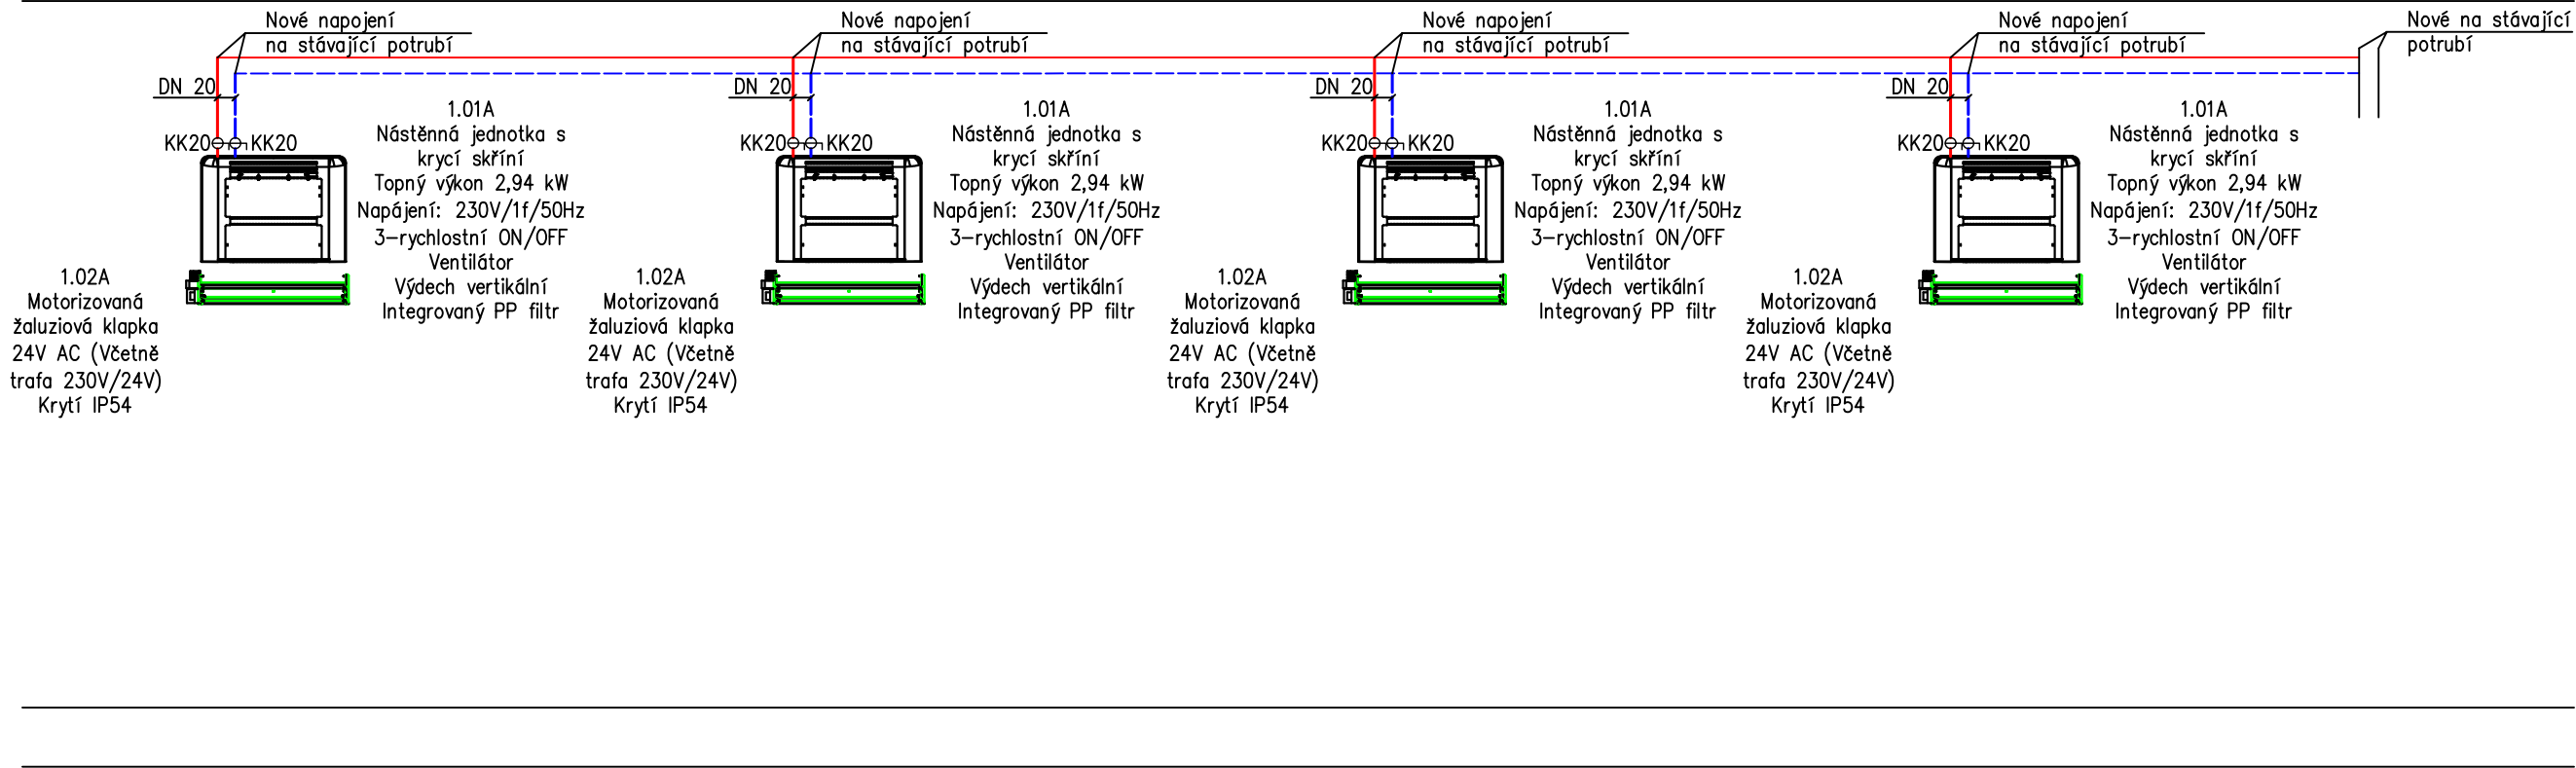 Nové napojení
na stávající potrubí
DN 20
KK20
KK20
1.01A
Nástěnná jednotka s
krycí skříní
Topný výkon 2,94 kW
Napájení: 230V/1f/50Hz
3-rychlostní ON/OFF
Ventilátor
Výdech vertikální
Integrovaný PP filtr
1.02A
Motorizovaná
žaluziová klapka
24V AC (Včetně
trafa 230V/24V)
Krytí IP54
Nové napojení
na stávající potrubí
DN 20
KK20
KK20
1.01A
Nástěnná jednotka s
krycí skříní
Topný výkon 2,94 kW
Napájení: 230V/1f/50Hz
3-rychlostní ON/OFF
Ventilátor
Výdech vertikální
Integrovaný PP filtr
1.02A
Motorizovaná
žaluziová klapka
24V AC (Včetně
trafa 230V/24V)
Krytí IP54
Nové napojení
na stávající potrubí
DN 20
KK20
KK20
1.01A
Nástěnná jednotka s
krycí skříní
Topný výkon 2,94 kW
Napájení: 230V/1f/50Hz
3-rychlostní ON/OFF
Ventilátor
Výdech vertikální
Integrovaný PP filtr
1.02A
Motorizovaná
žaluziová klapka
24V AC (Včetně
trafa 230V/24V)
Krytí IP54
Nové napojení
na stávající potrubí
DN 20
KK20
KK20
1.01A
Nástěnná jednotka s
krycí skříní
Topný výkon 2,94 kW
Napájení: 230V/1f/50Hz
3-rychlostní ON/OFF
Ventilátor
Výdech vertikální
Integrovaný PP filtr
1.02A
Motorizovaná
žaluziová klapka
24V AC (Včetně
trafa 230V/24V)
Krytí IP54
Nové na stávající
potrubí